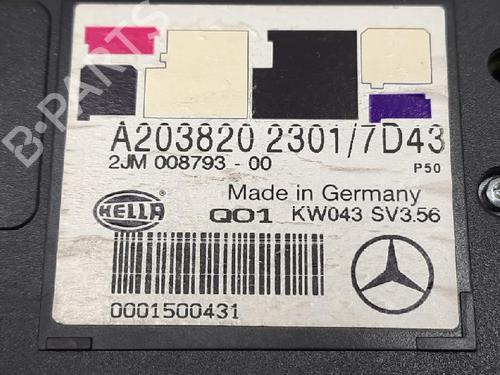 A203820 2301/7D43
2JM 008793-00 P50
Made in Germany
HELLA Q01 KW043 SV3.56
0001500431
B-PARTS